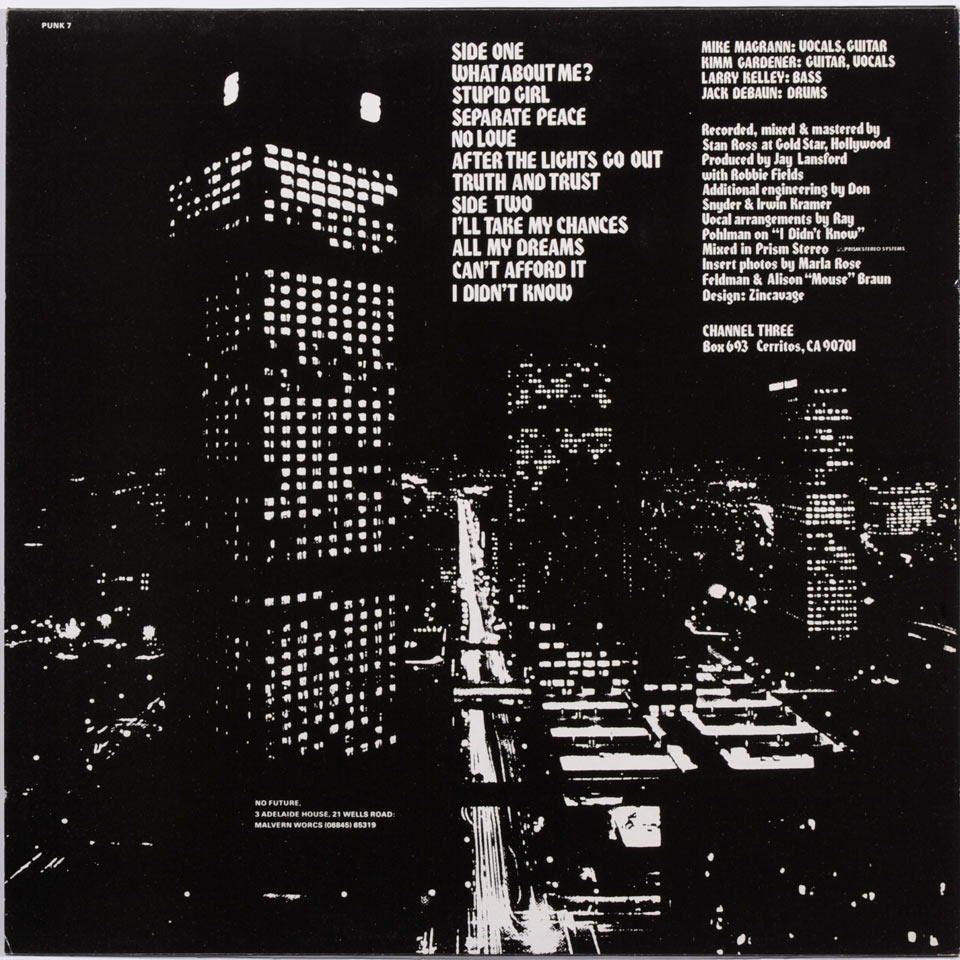 PUNK 7
SIDE ONE
WHAT ABOUT ME?
STUPID GIRL
SEPARATE PEACE
NO LOVE
AFTER THE LIGHTS GO OUT
TRUTH AND TRUST
SIDE TWO
I'LL TAKE MY CHANCES
ALL MY DREAMS
CAN'T AFFORD IT
I DIDN'T KNOW
MIKE MAGRANN: VOCALS, GUITAR
KIMM GARDENER: GUITAR, VOCALS
LARRY KELLEY: BASS
JACK DEBAUN: DRUMS
Recorded, mixed & mastered by
Stan Ross at Gold Star, Hollywood
Produced by Jay Lansford
with Robbie Fields
Additional engineering by Don
Snyder & Irwin Kramer
Vocal arrangements by Ray
Pohlman on "I Didn't Know"
Mixed in Prism Stereo PRISM STEREO SYSTEMS
Insert photos by Marla Rose
Feldman & Alison "Mouse" Braun
Design: Zincavage
CHANNEL THREE
Box 693 Cerritos, CA 90701
NO FUTURE,
3 ADELAIDE HOUSE, 21 WELLS ROAD:
MALVERN WORCS (08845) 65319